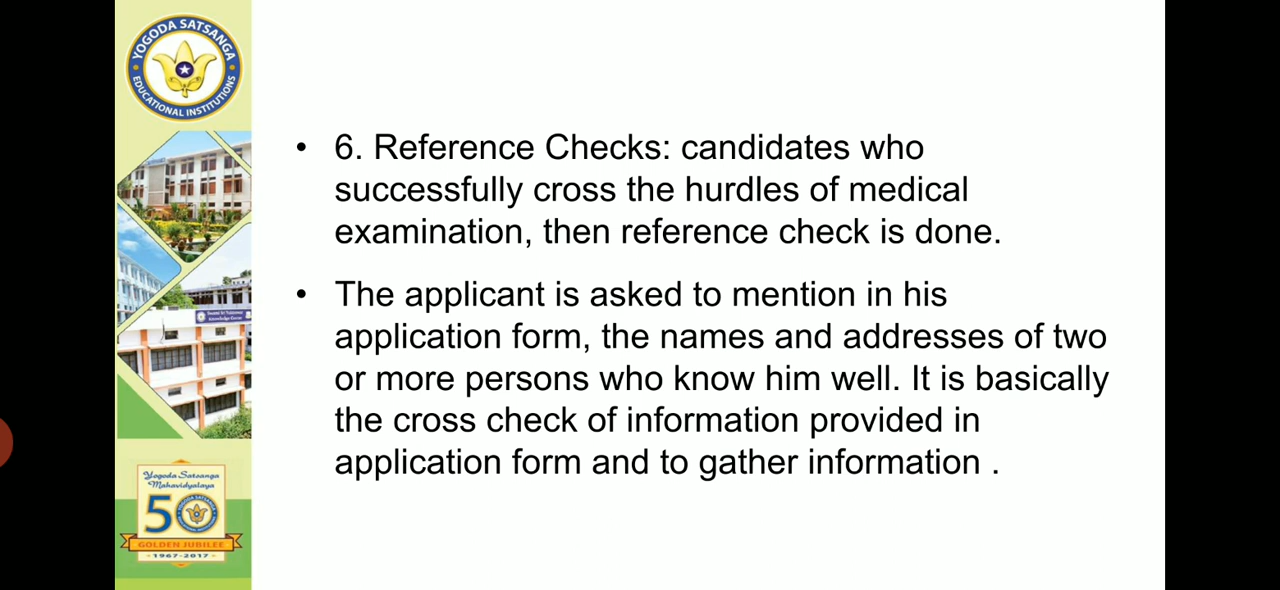 YOGODA SATSANGA
EDUCATIONAL INSTITUTIONS
• 6. Reference Checks: candidates who
successfully cross the hurdles of medical
examination, then reference check is done.
• The applicant is asked to mention in his
application form, the names and addresses of two
or more persons who know him well. It is basically
the cross check of information provided in
application form and to gather information .
Yogoda Satsanga
Mahavidyalaya
50
GOLDEN JUBILEE
1967-2017